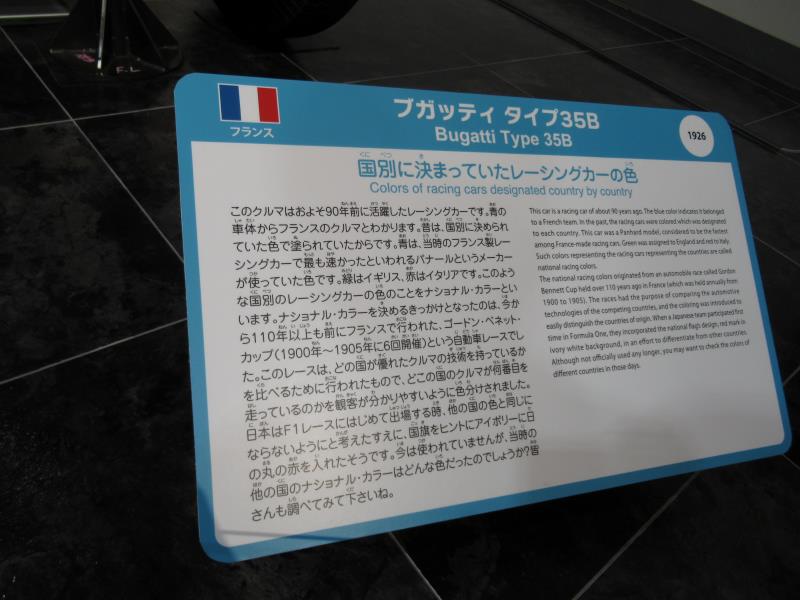 F.L
フランス
ブガッティ タイプ35B
Bugatti Type 35B
1926
国別に決まっていたレーシングカーの色
Colors of racing cars designated country by country
このクルマはおよそ90年前に活躍したレーシングカーです。青の
車体からフランスのクルマとわかります。昔は、国別に決められ
ていた色で塗られていたからです。青は、当時のフランス製レー
シングカーで最も速かったといわれるパナールというメーカー
が使っていた色です。緑はイギリス、赤はイタリアです。このよう
な国別のレーシングカーの色のことをナショナル・カラーとい
います。ナショナル・カラーを決めるきっかけとなったのは、今か
ら110年以上も前にフランスで行われた、ゴードン・ベネット・
カップ(1900年〜1905年に6回開催)という自動車レースでし
た。このレースは、どの国が優れたクルマの技術を持っているか
を比べるために行われたもので、どこの国のクルマが何番目を
走っているのかを観客が分かりやすいように色分けされました。
日本はF1レースにはじめて出場する時、他の国の色と同じに
ならないようにと考えたすえに、国旗をヒントにアイボリーに日
の丸の赤を入れたそうです。今は使われていませんが、当時の
他の国のナショナル・カラーはどんな色だったのでしょうか?皆
さんも調べてみて下さいね。
This car is a racing car of about 90 years ago. The blue color indicates it belonged
to a French team. In the past, the racing cars were colored which was designated
to each country. This car was a Panhard model, considered to be the fastest
among France-made racing cars. Green was assigned to England and red to Italy.
Such colors representing the racing cars representing the countries are called
national racing colors.
The national racing colors originated from an automobile race called Gordon
Bennett Cup held over 110 years ago in France (which was held annually from
1900 to 1905). The races had the purpose of comparing the automotive
technologies of the competing countries, and the coloring was introduced to
easily distinguish the countries of origin. When a Japanese team participated first
time in Formula One, they incorporated the national flag's design, red mark in
ivory white background, in an effort to differentiate from other countries.
Although not officially used any longer, you may want to check the colors of
different countries in those days.